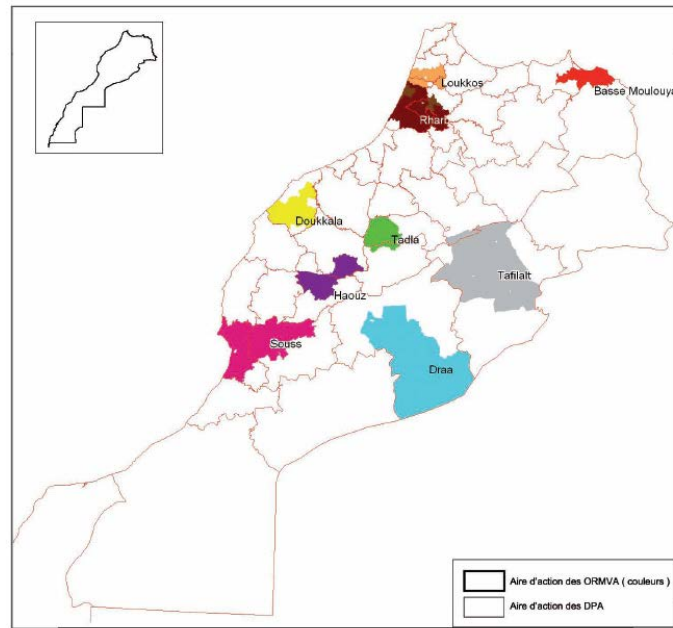 Loukkos
Basse Moulouya
Rharb
Doukkala
Tadla
Tafilalt
Haouz
Souss
Draa
Aire d'action des ORMVA ( couleurs )
Aire d'action des DPA